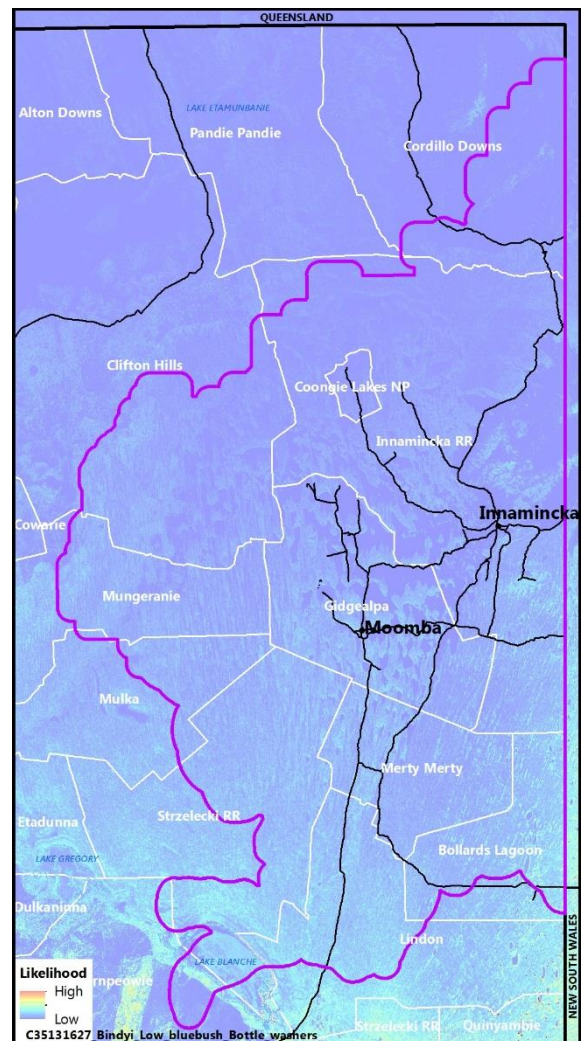 QUEENSLAND
LAKE ETAMUNBANIE
Alton Downs
Pandie Pandie
Cordillo Downs
Clifton Hills
Coongie Lakes NP
Innamincka RR
Innamincka
Cowarie
Mungeranie
Gidgealpa
Moomba
Mulka
Merty Merty
Etadunna
Strzelecki RR
Bollards Lagoon
LAKE GREGORY
Dulkaninna
Lindon
LAKE BLANCHE
NEW SOUTH WALES
Likelihood
High
Low
rnpeowie
Strzelecki RR
Quinyambie
C35131627_Bindyi_Low_bluebush_Bottle_washers